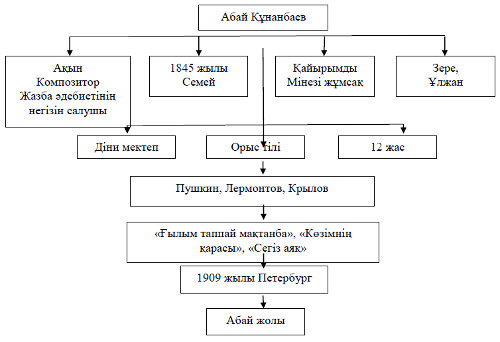 Абай Құнанбаев
Ақын
Композитор
Жазба әдебиетінің
негізін салушы
1845 жылы
Семей
Қайырымды
Мінезі жұмсақ
Зере,
Ұлжан
Діни мектеп
Орыс тілі
12 жас
Пушкин, Лермонтов, Крылов
«Ғылым таппай мақтанба», «Көзімнің
қарасы», «Сегіз аяқ»
1909 жылы Петербург
Абай жолы